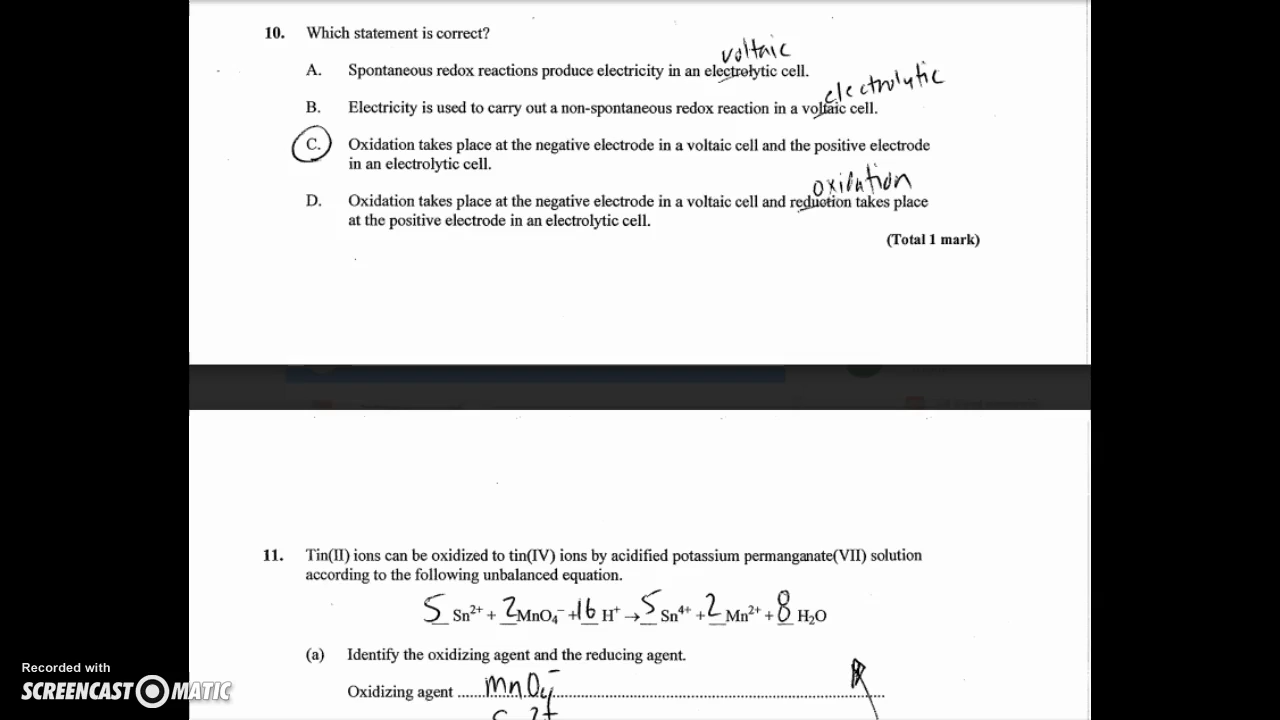 10. Which statement is correct?
voltaic
A. Spontaneous redox reactions produce electricity in an electrolytic cell.
electrolytic
B. Electricity is used to carry out a non-spontaneous redox reaction in a voltaic cell.
C. Oxidation takes place at the negative electrode in a voltaic cell and the positive electrode
in an electrolytic cell.
oxidation
D. Oxidation takes place at the negative electrode in a voltaic cell and reduction takes place
at the positive electrode in an electrolytic cell.
(Total 1 mark)
11. Tin(II) ions can be oxidized to tin(IV) ions by acidified potassium permanganate(VII) solution
according to the following unbalanced equation.
5 Sn²⁺ + 2 MnO₄⁻ + 16 H⁺ → 5 Sn⁴⁺ + 2 Mn²⁺ + 8 H₂O
(a) Identify the oxidizing agent and the reducing agent.
Oxidizing agent ...... MnO₄⁻ ......
Recorded with
SCREENCAST O MATIC